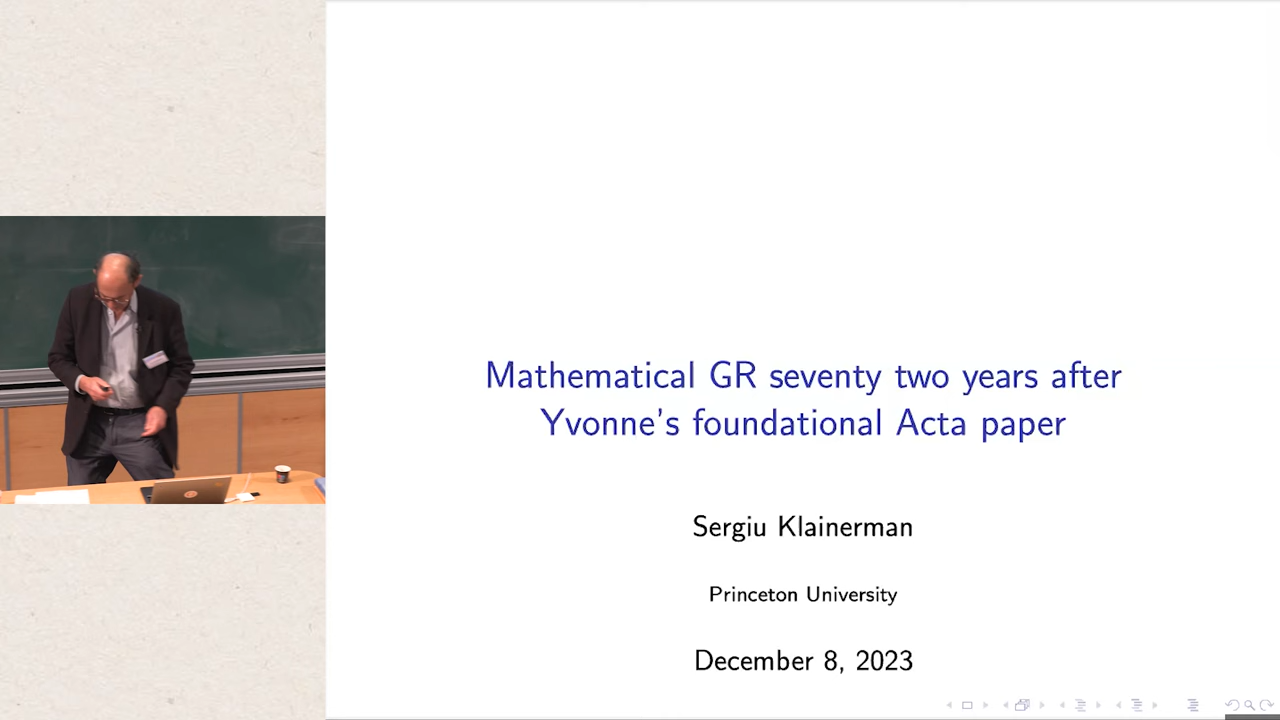 Mathematical GR seventy two years after
Yvonne's foundational Acta paper
Sergiu Klainerman
Princeton University
December 8, 2023